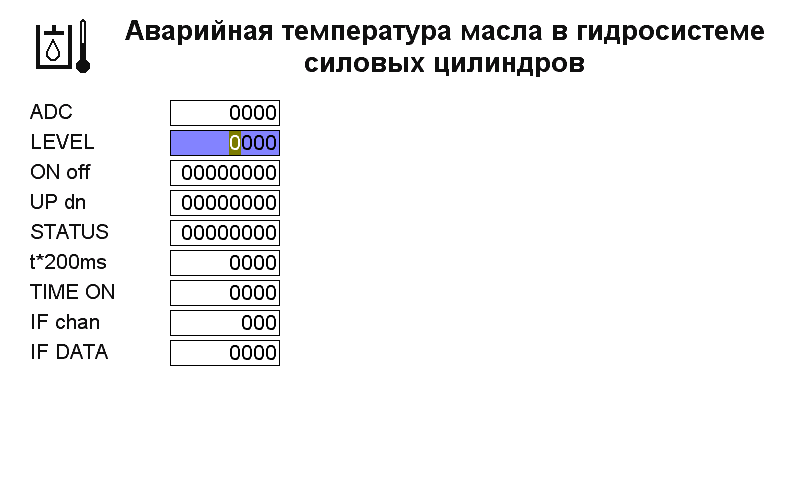 Аварийная температура масла в гидросистеме
силовых цилиндров
ADC 0000
LEVEL 0000
ON off 00000000
UP dn 00000000
STATUS 00000000
t*200ms 0000
TIME ON 0000
IF chan 000
IF DATA 0000